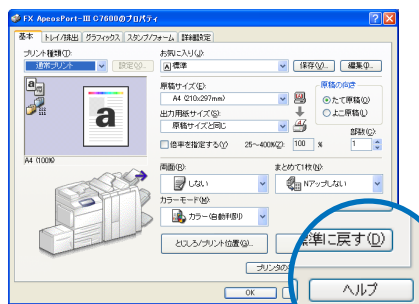 FX ApeosPort-III C7600のプロパティ
基本 トレイ/排出 グラフィックス スタンプ/フォーム 詳細設定
プリント種類(T): お気に入り(J):
通常プリント 設定(J)... A 標準 保存(V)... 編集(I)...
原稿サイズ(E): 原稿の向き
A4 (210x297mm) たて原稿(Q)
出力用紙サイズ(S): よこ原稿(L)
原稿サイズと同じ 部数(C):
倍率を指定する(Y) 25~400%(Z): 100 % 1
a
A4 (100%)
両面(B): まとめて1枚(N):
しない Nアップしない
カラーモード(M):
カラー(自動判別)
とじしろ/プリント位置(G)...
準に戻す(D)
プリンタの
OK
ヘルプ